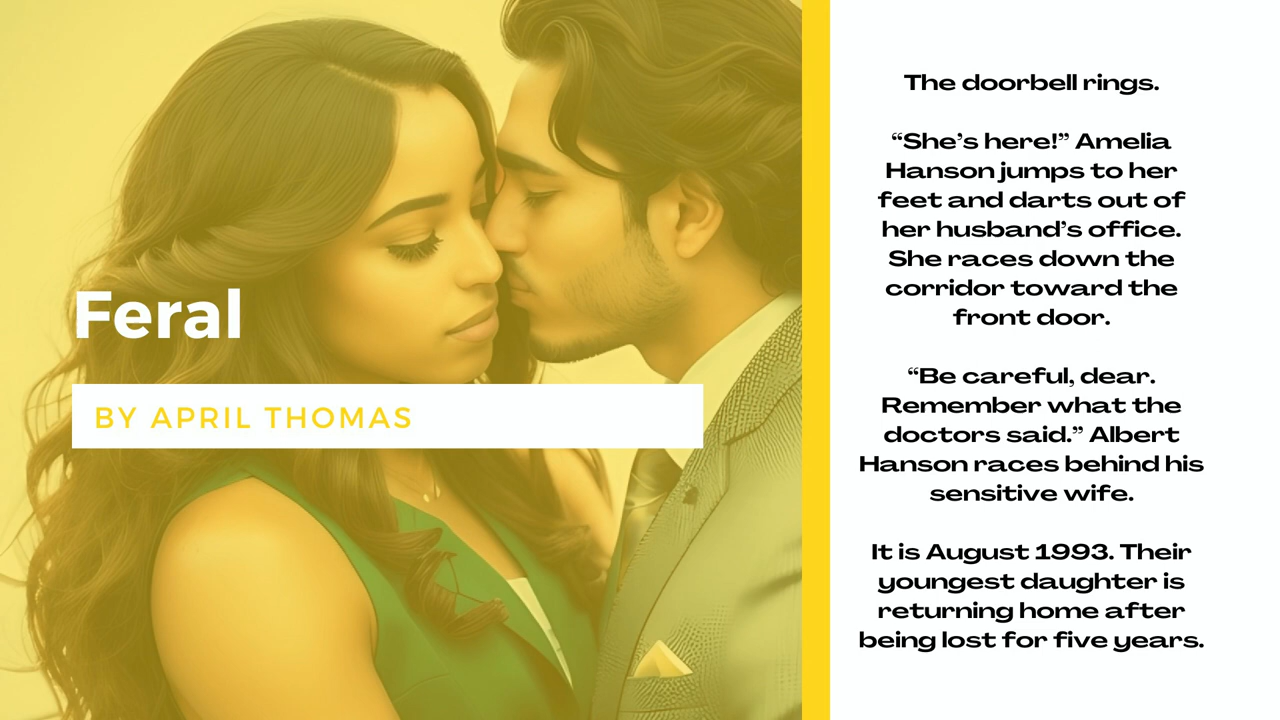 Feral
BY APRIL THOMAS
The doorbell rings.
“She’s here!” Amelia
Hanson jumps to her
feet and darts out of
her husband’s office.
She races down the
corridor toward the
front door.
“Be careful, dear.
Remember what the
doctors said.” Albert
Hanson races behind his
sensitive wife.
It is August 1993. Their
youngest daughter is
returning home after
being lost for five years.